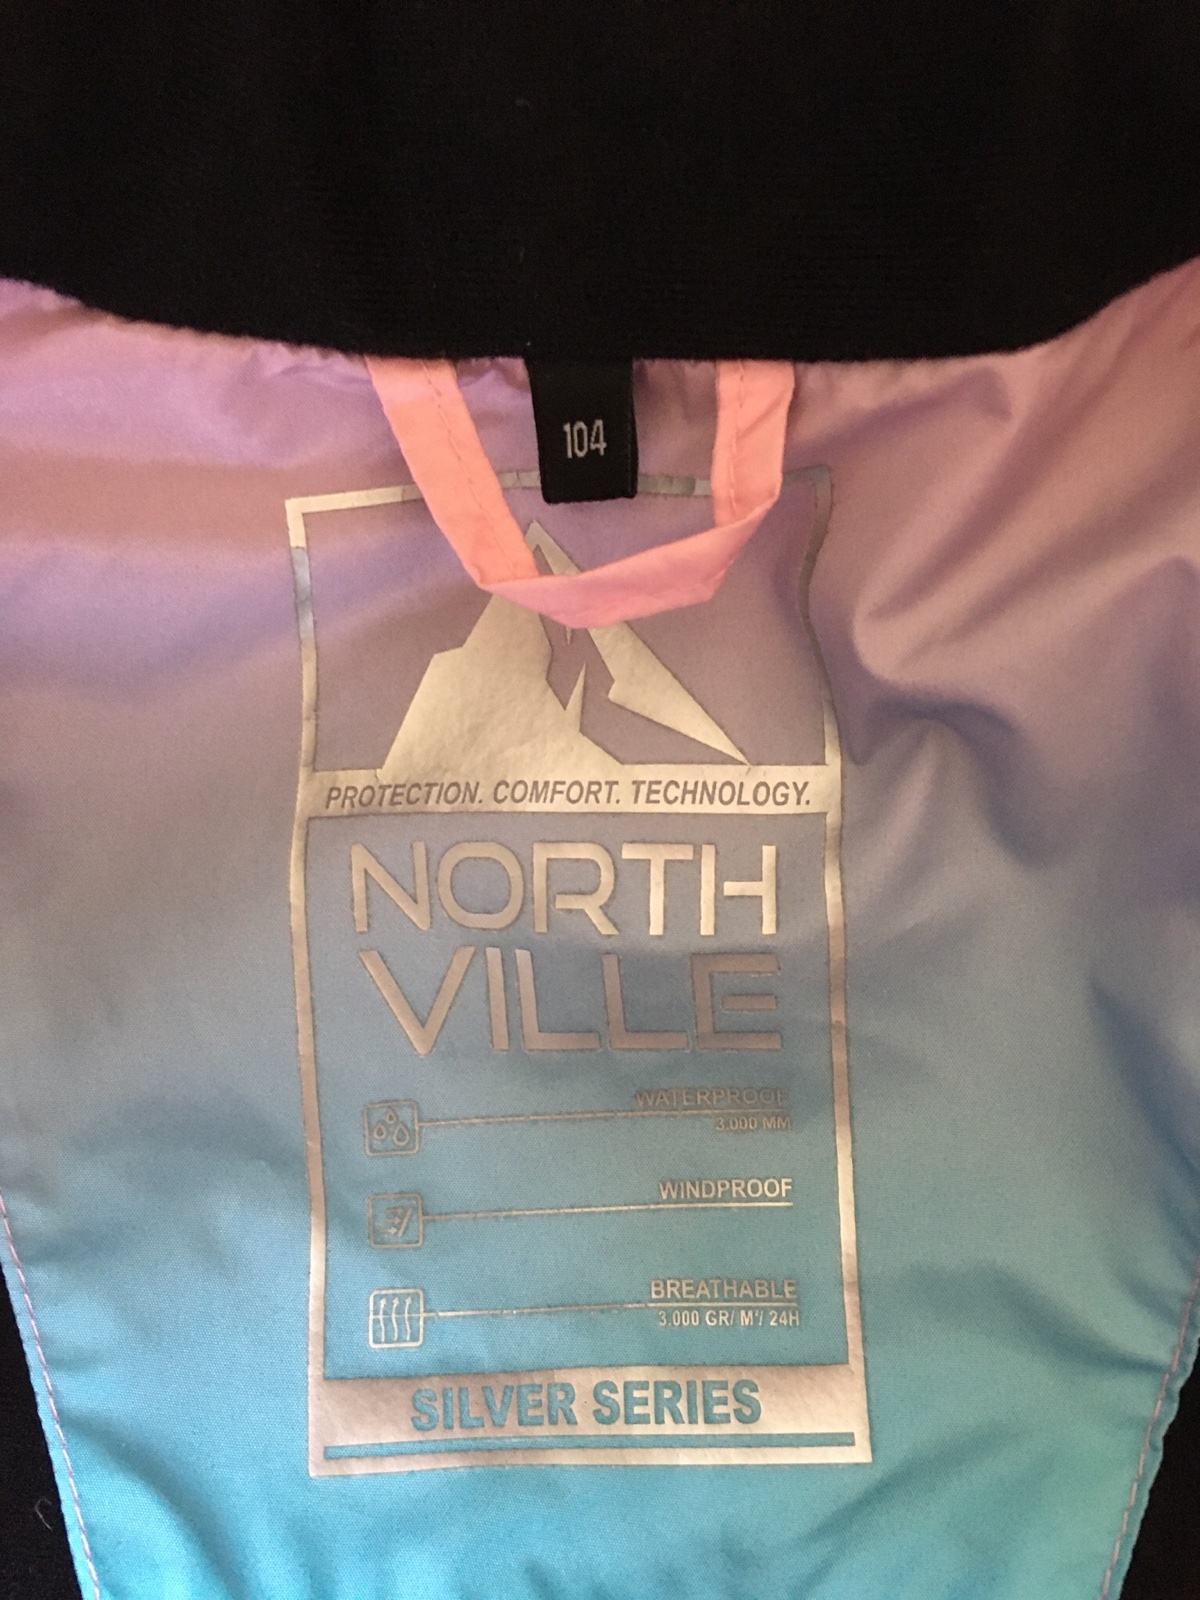 104
PROTECTION. COMFORT. TECHNOLOGY.
NORTH
VILLE
WATERPROOF
3.000 MM
WINDPROOF
BREATHABLE
3.000 GR/ M²/ 24H
SILVER SERIES